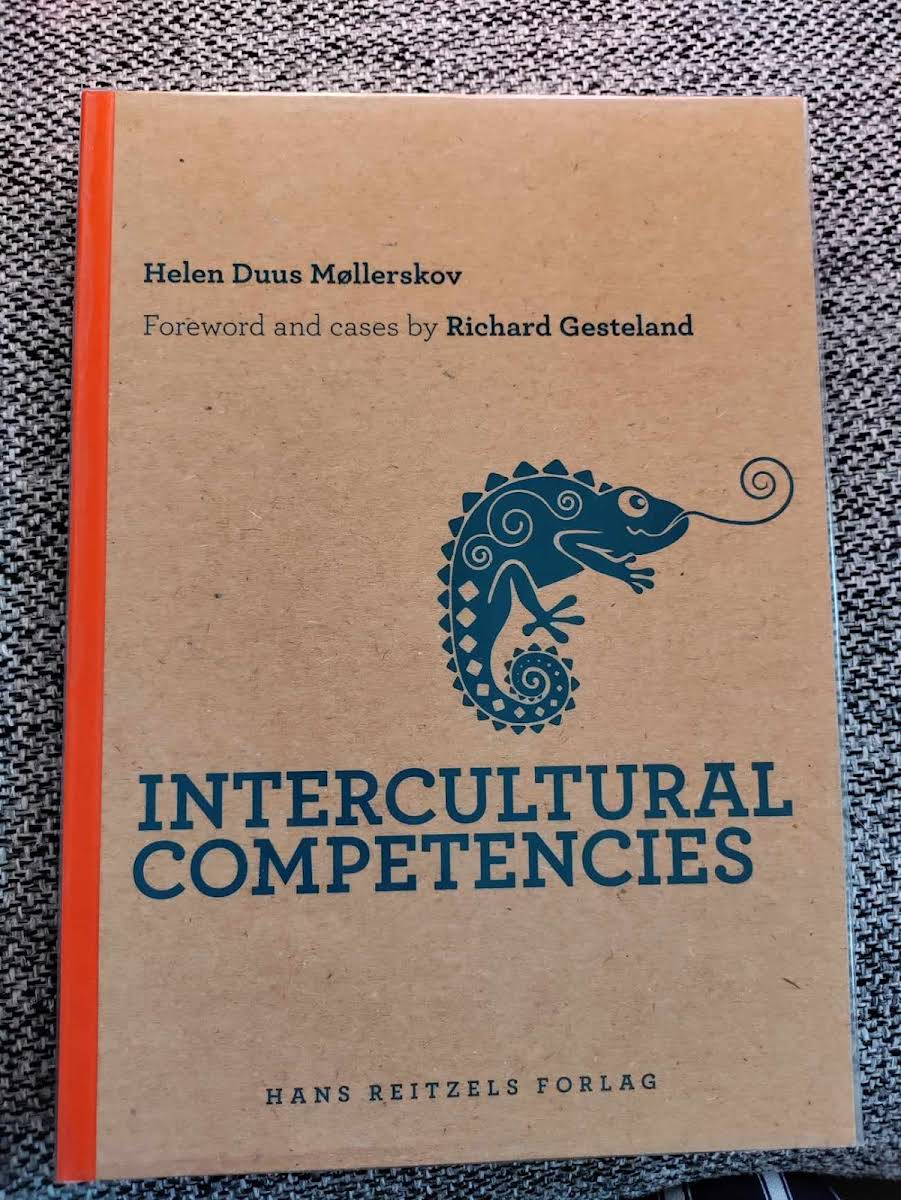 Helen Duus Møllerskov
Foreword and cases by Richard Gesteland
INTERCULTURAL
COMPETENCIES
HANS REITZELS FORLAG